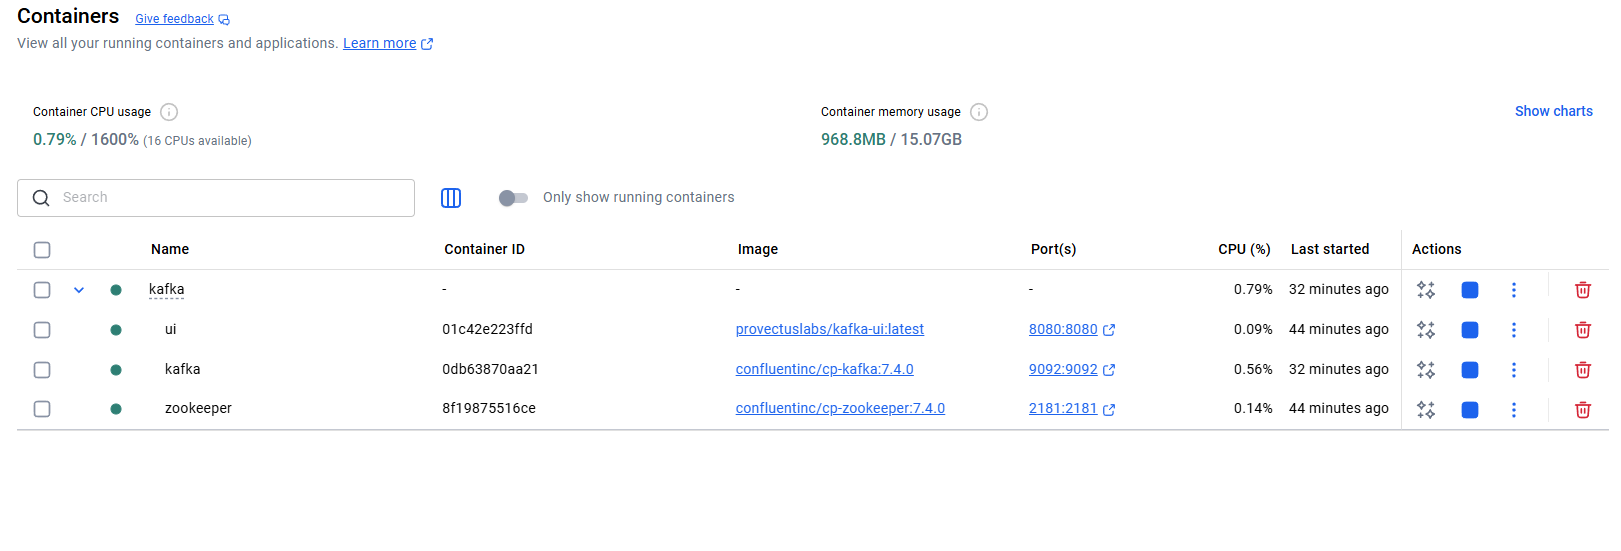 Containers Give feedback
View all your running containers and applications. Learn more
Container CPU usage Container memory usage Show charts
0.79% / 1600% (16 CPUs available) 968.8MB / 15.07GB
Search Only show running containers
Name Container ID Image Port(s) CPU (%) Last started Actions
kafka - - - 0.79% 32 minutes ago
ui 01c42e223ffd provectuslabs/kafka-ui:latest 8080:8080 0.09% 44 minutes ago
kafka 0db63870aa21 confluentinc/cp-kafka:7.4.0 9092:9092 0.56% 32 minutes ago
zookeeper 8f19875516ce confluentinc/cp-zookeeper:7.4.0 2181:2181 0.14% 44 minutes ago